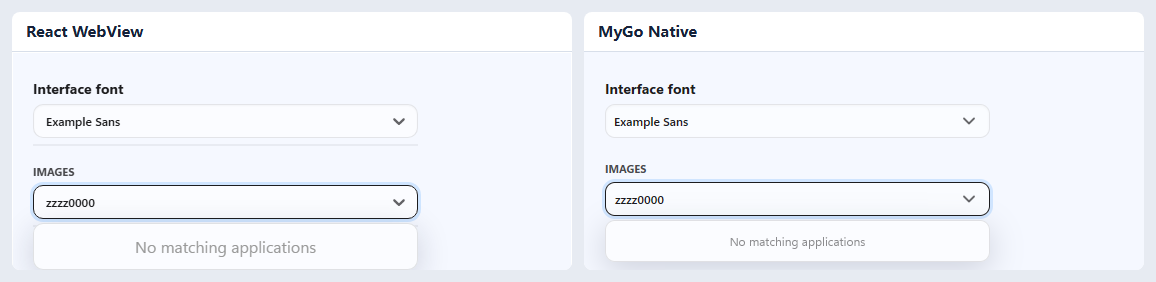 React WebView
Interface font
Example Sans
IMAGES
zzzz0000
No matching applications
MyGo Native
Interface font
Example Sans
IMAGES
zzzz0000
No matching applications